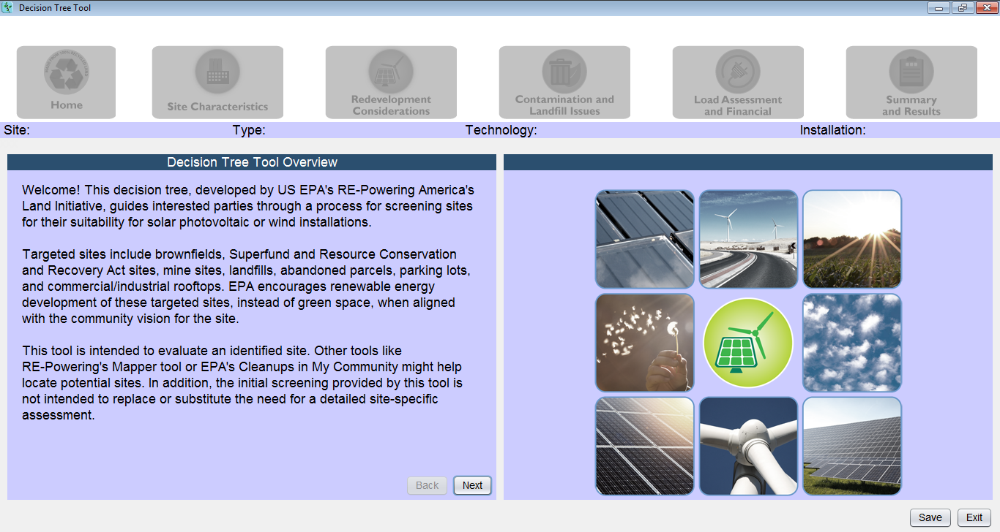 Decision Tree Tool
Home
Site Characteristics
Redevelopment
Considerations
Contamination and
Landfill Issues
Load Assessment
and Financial
Summary
and Results
Site:
Type:
Technology:
Installation:
Decision Tree Tool Overview
Welcome! This decision tree, developed by US EPA's RE-Powering America's
Land Initiative, guides interested parties through a process for screening sites
for their suitability for solar photovoltaic or wind installations.
Targeted sites include brownfields, Superfund and Resource Conservation
and Recovery Act sites, mine sites, landfills, abandoned parcels, parking lots,
and commercial/industrial rooftops. EPA encourages renewable energy
development of these targeted sites, instead of green space, when aligned
with the community vision for the site.
This tool is intended to evaluate an identified site. Other tools like
RE-Powering's Mapper tool or EPA's Cleanups in My Community might help
locate potential sites. In addition, the initial screening provided by this tool is
not intended to replace or substitute the need for a detailed site-specific
assessment.
Back
Next
Save
Exit